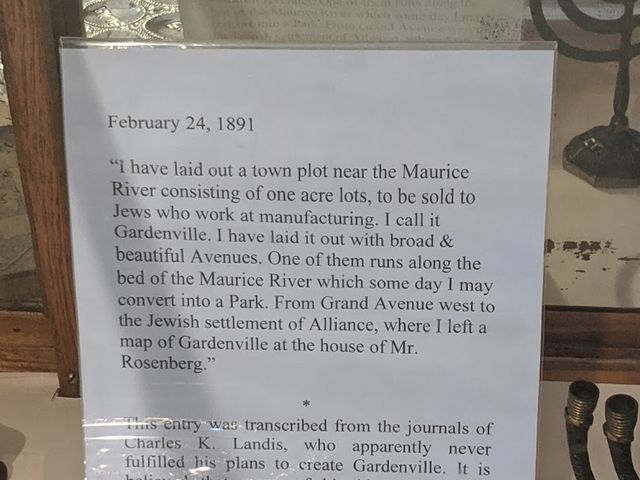 February 24, 1891
“I have laid out a town plot near the Maurice
River consisting of one acre lots, to be sold to
Jews who work at manufacturing. I call it
Gardenville. I have laid it out with broad &
beautiful Avenues. One of them runs along the
bed of the Maurice River which some day I may
convert into a Park. From Grand Avenue west to
the Jewish settlement of Alliance, where I left a
map of Gardenville at the house of Mr.
Rosenberg.”
*
This entry was transcribed from the journals of
Charles K. Landis, who apparently never
fulfilled his plans to create Gardenville. It is